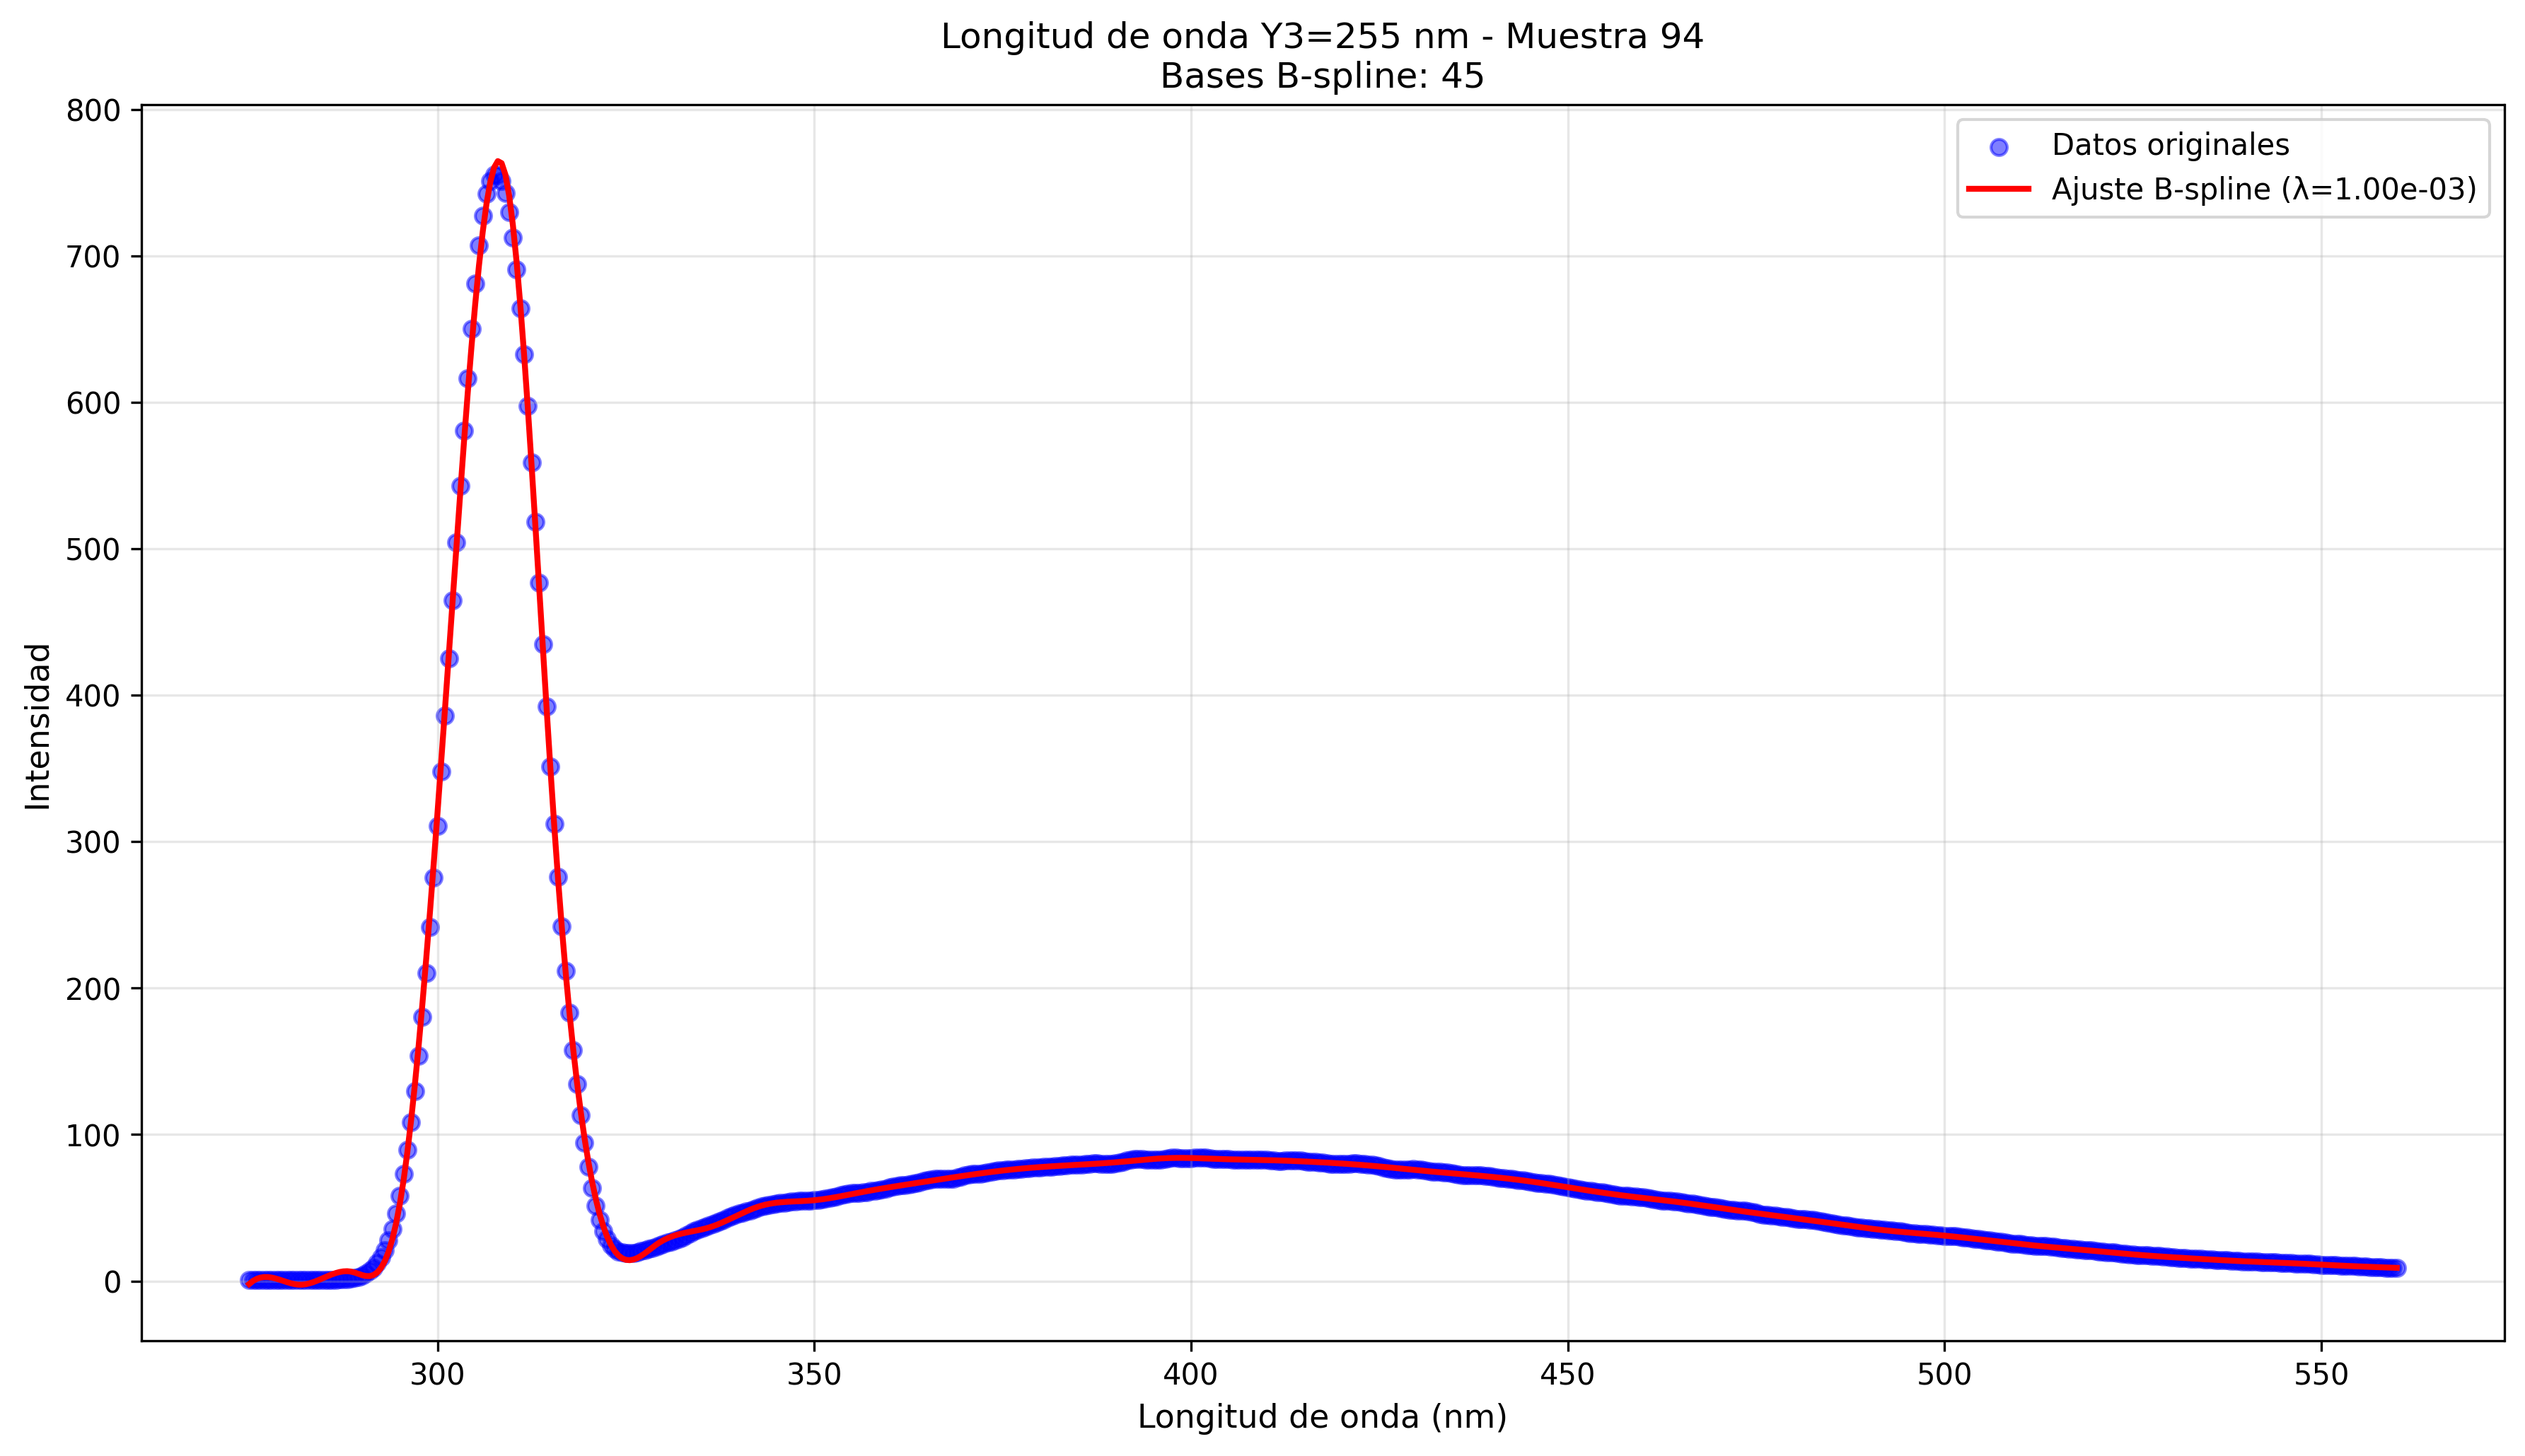 Longitud de onda Y3=255 nm - Muestra 94
Bases B-spline: 45
Datos originales
Ajuste B-spline (λ=1.00e-03)
800
700
600
500
400
300
200
100
0
Intensidad
300
350
400
450
500
550
Longitud de onda (nm)